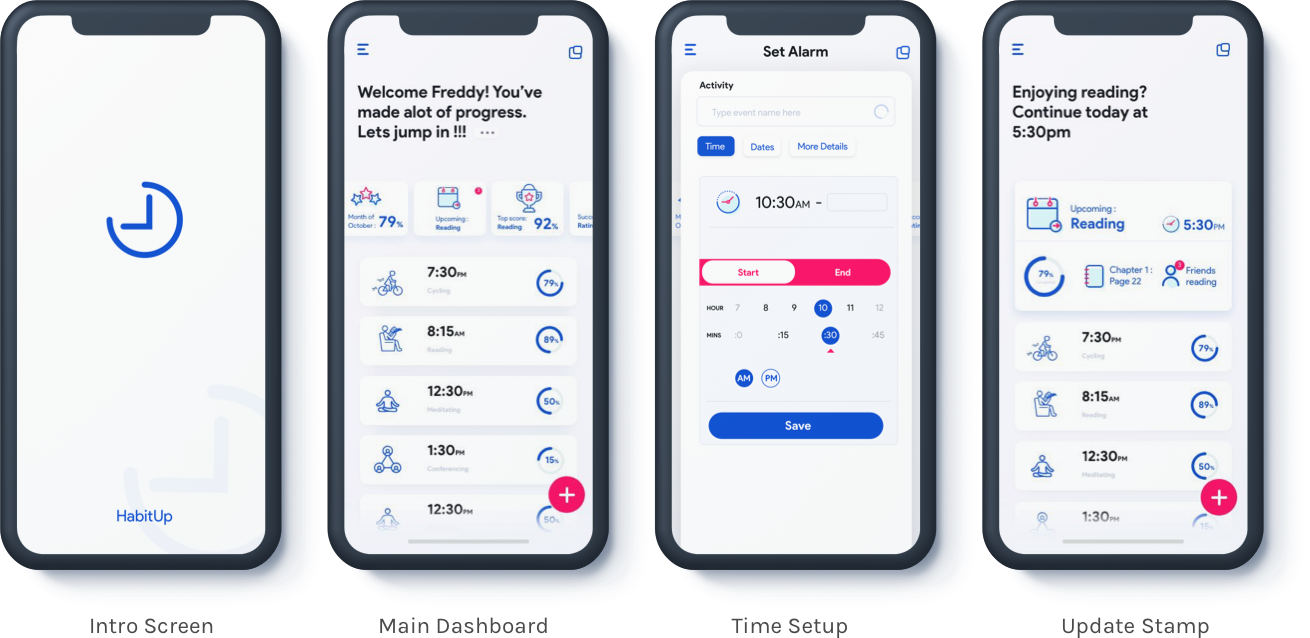 HabitUp
Intro Screen
Welcome Freddy! You've
made alot of progress.
Lets jump in !!! ...
Month of
October : 79%
3
Upcoming :
Reading
Top score:
Reading 92%
Succ
Ratin
7:30PM
Cycling
79%
8:15AM
Reading
89%
12:30PM
Meditating
50%
1:30PM
Conferencing
15%
12:30PM
50%
Main Dashboard
Set Alarm
Activity
Type event name here
Time
Dates
More Details
10:30AM -
Start
End
HOUR 7 8 9 10 11 12
MINS :0 :15 :30 :45
AM PM
Save
Time Setup
Enjoying reading?
Continue today at
5:30pm
Upcoming :
Reading
5:30PM
79%
Chapter 1 :
Page 22
3
Friends
reading
7:30PM
Cycling
79%
8:15AM
Reading
89%
12:30PM
Meditating
50%
1:30PM
15%
Update Stamp